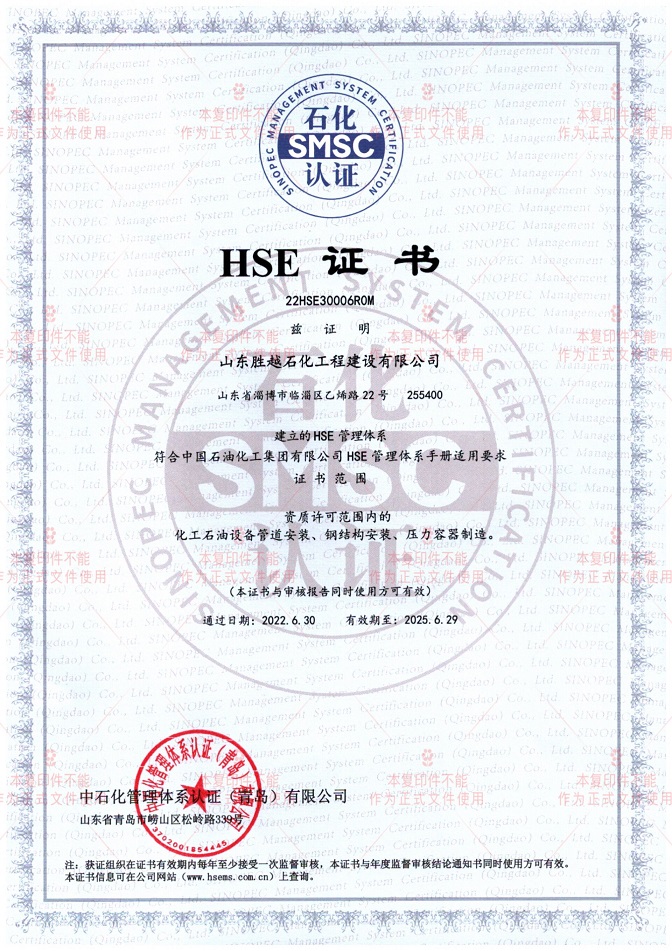 SINOPEC MANAGEMENT SYSTEM CERTIFICATION
石化
SMSC
认证
HSE 证 书
22HSE30006R0M
兹 证 明
山东胜越石化工程建设有限公司
山东省淄博市临淄区乙烯路 22 号 255400
建立的 HSE 管理体系
符合中国石油化工集团有限公司 HSE 管理体系手册适用要求
证 书 范 围
资质许可范围内的
化工石油设备管道安装、钢结构安装、压力容器制造。
(本证书与审核报告同时使用方可有效)
通过日期: 2022.6.30 有效期至: 2025.6.29
中石化管理体系认证（青岛）有限公司
山东省青岛市崂山区松岭路339号
3702001854445
注: 获证组织在证书有效期内每年至少接受一次监督审核, 本证书与年度监督审核结论通知书同时使用方可有效。
本证书信息可在公司网站 (www.hsems.com.cn) 上查询。
本复印件不能
作为正式文件使用
SINOPEC Management System Certification (Qingdao) Co., Ltd.